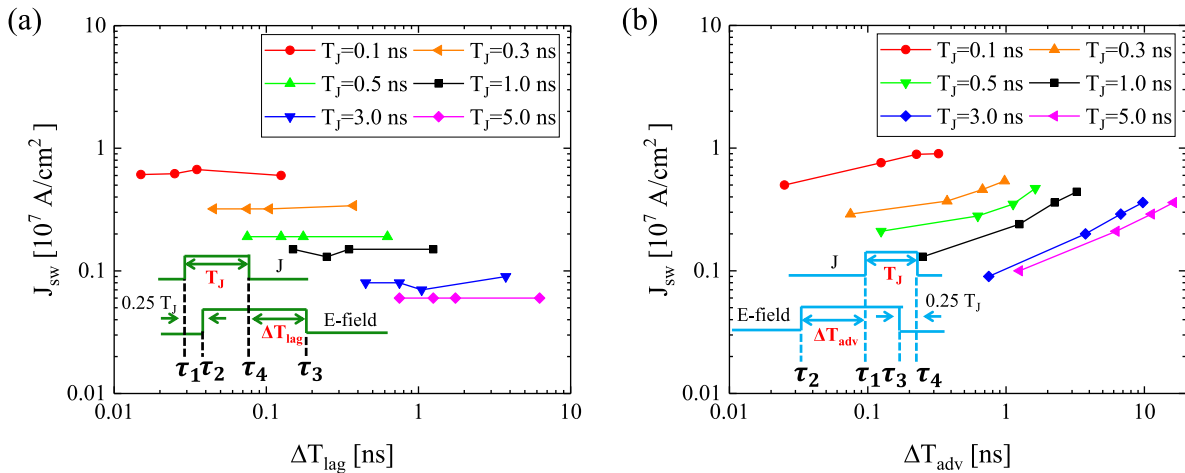 (a)
10
1
0.1
0.01
J_sw [10^7 A/cm^2]
T_J=0.1 ns
T_J=0.3 ns
T_J=0.5 ns
T_J=1.0 ns
T_J=3.0 ns
T_J=5.0 ns
J
T_J
0.25 T_J
E-field
ΔT_lag
τ_1 τ_2 τ_4 τ_3
0.01 0.1 1 10
ΔT_lag [ns]
(b)
10
1
0.1
0.01
J_sw [10^7 A/cm^2]
T_J=0.1 ns
T_J=0.3 ns
T_J=0.5 ns
T_J=1.0 ns
T_J=3.0 ns
T_J=5.0 ns
J
T_J
0.25 T_J
E-field
ΔT_adv
τ_2 τ_1 τ_3 τ_4
0.01 0.1 1 10
ΔT_adv [ns]